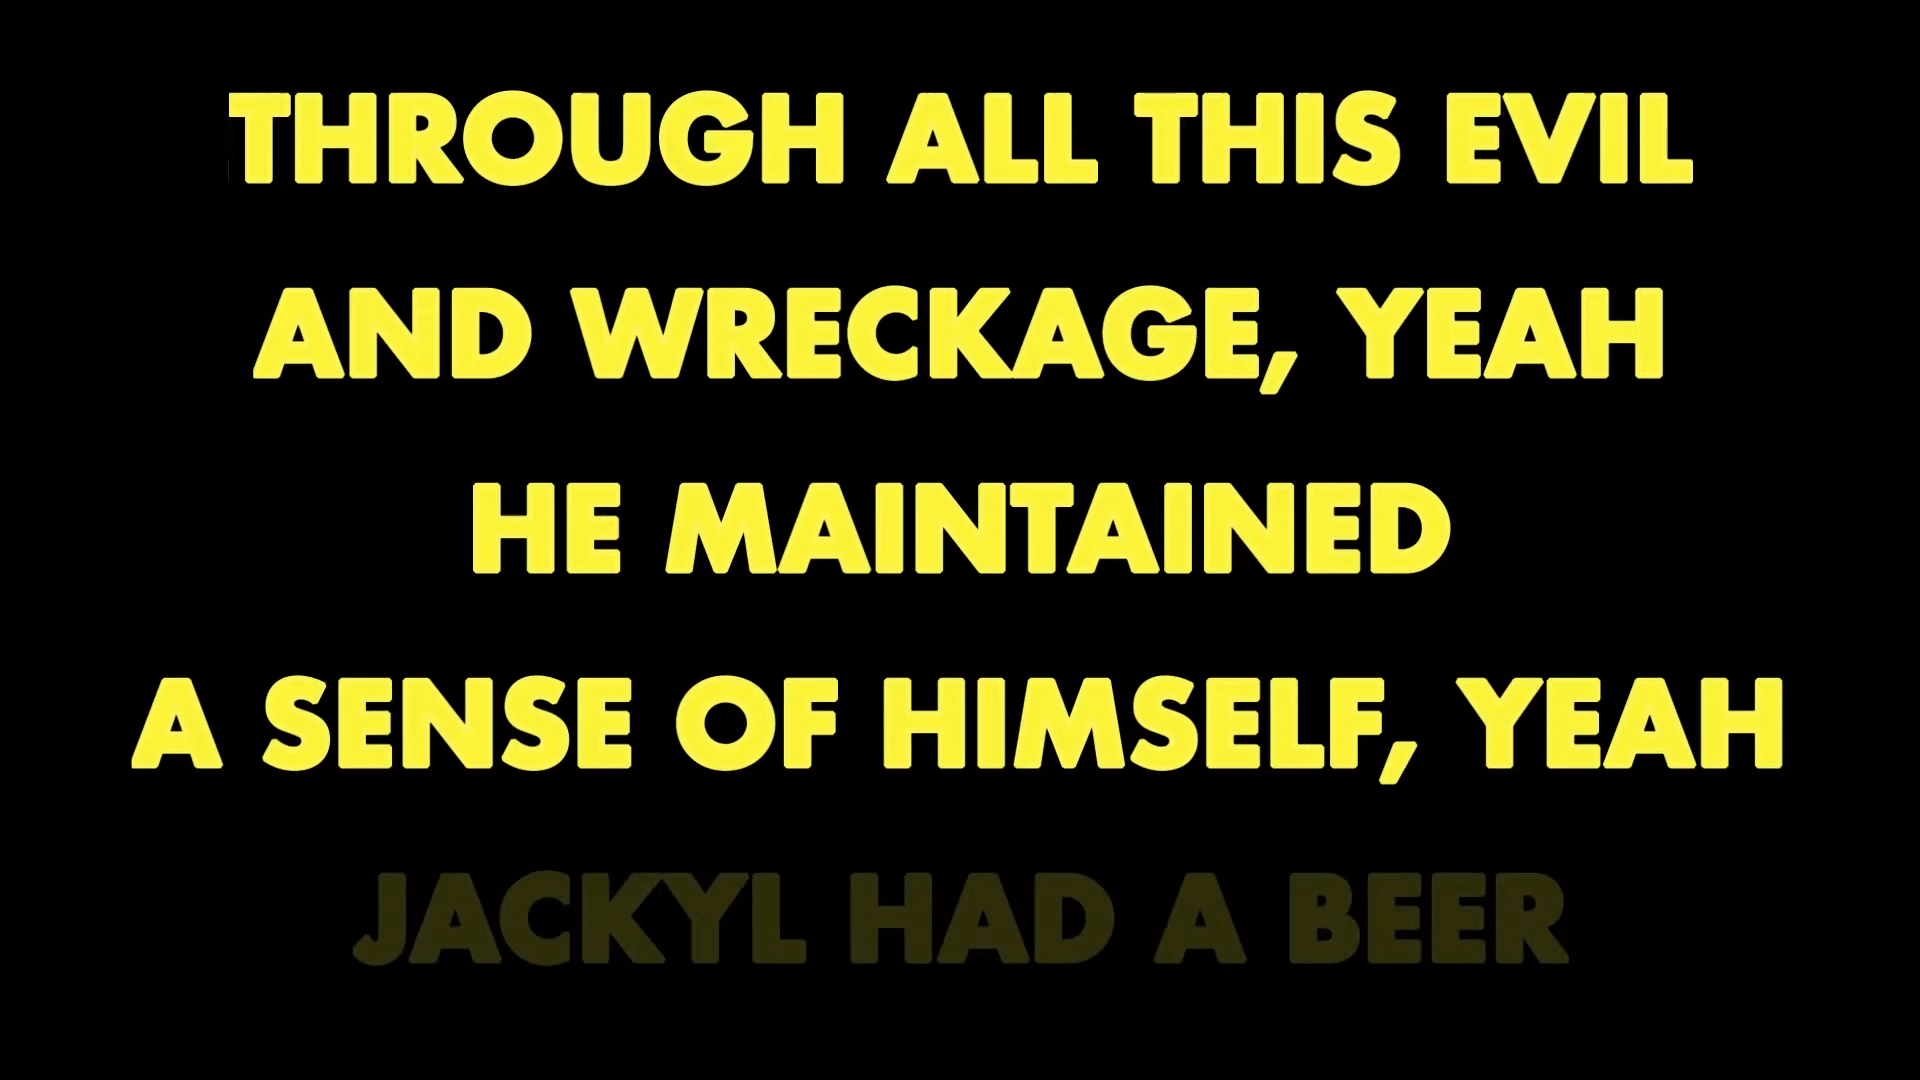 THROUGH ALL THIS EVIL
AND WRECKAGE, YEAH
HE MAINTAINED
A SENSE OF HIMSELF, YEAH
JACKYL HAD A BEER